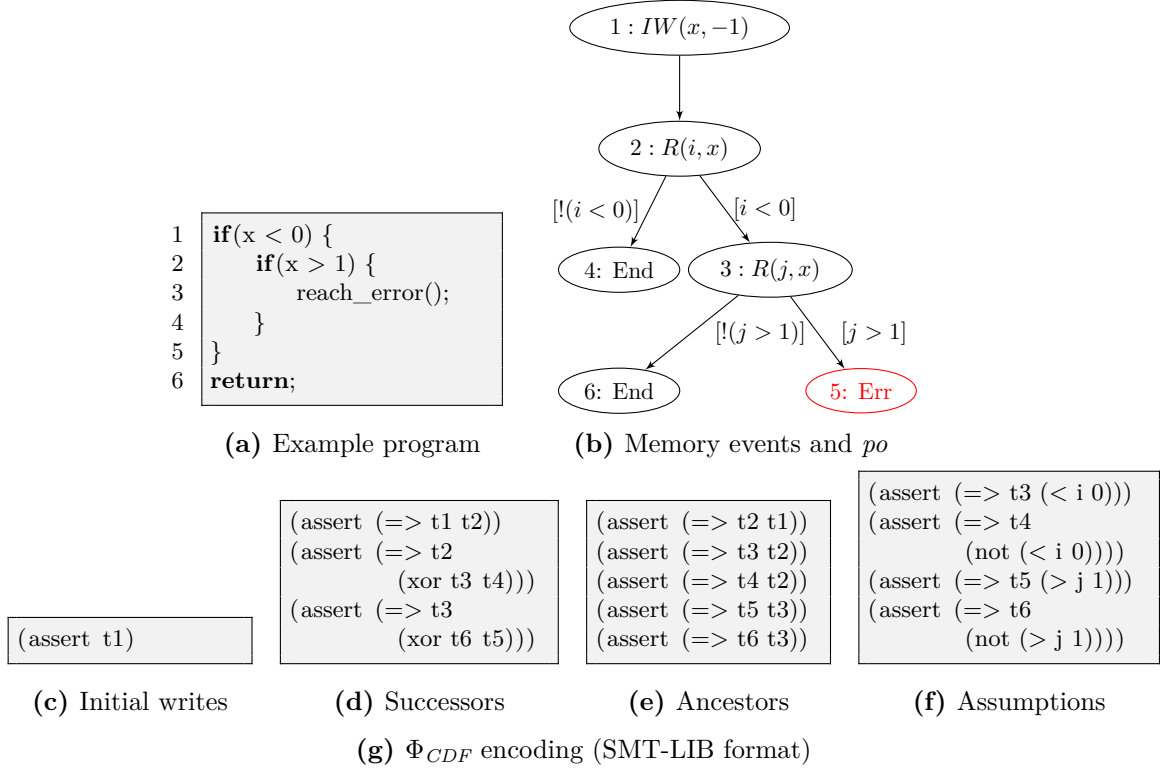 1 : IW(x, −1)
2 : R(i, x)
[!(i < 0)]
[i < 0]
4: End
3 : R(j, x)
[!(j > 1)]
[j > 1]
6: End
5: Err
1 if(x < 0) {
2 if(x > 1) {
3 reach_error();
4 }
5 }
6 return;
(a) Example program
(b) Memory events and po
(assert t1)
(c) Initial writes
(assert (=> t1 t2))
(assert (=> t2
(xor t3 t4)))
(assert (=> t3
(xor t6 t5)))
(d) Successors
(assert (=> t2 t1))
(assert (=> t3 t2))
(assert (=> t4 t2))
(assert (=> t5 t3))
(assert (=> t6 t3))
(e) Ancestors
(assert (=> t3 (< i 0)))
(assert (=> t4
(not (< i 0))))
(assert (=> t5 (> j 1)))
(assert (=> t6
(not (> j 1))))
(f) Assumptions
(g) Φ_CDF encoding (SMT-LIB format)